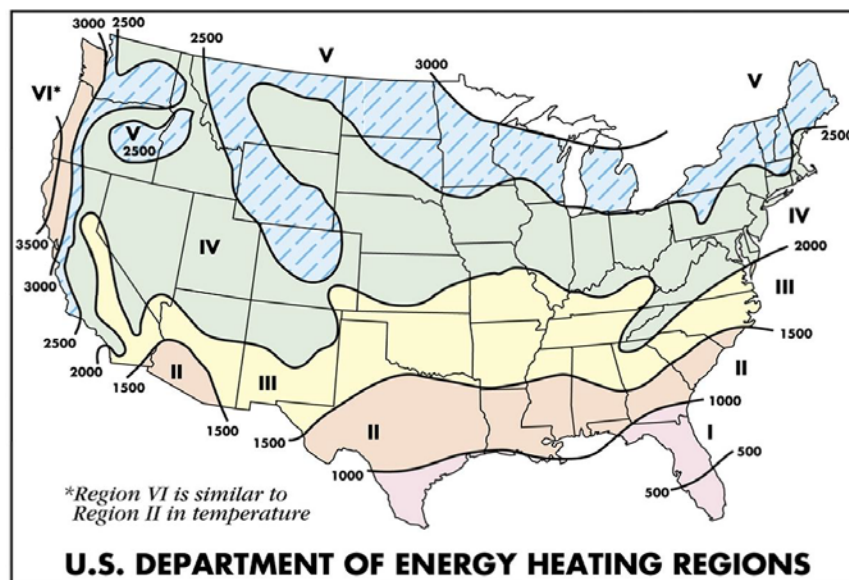 3000
2500
2500
V
3000
V
VI*
V
2500
2500
IV
IV
3500
2000
3000
III
2500
1500
2000
1500
II
III
II
1500
1500
II
1000
I
1000
500
500
*Region VI is similar to
Region II in temperature
U.S. DEPARTMENT OF ENERGY HEATING REGIONS